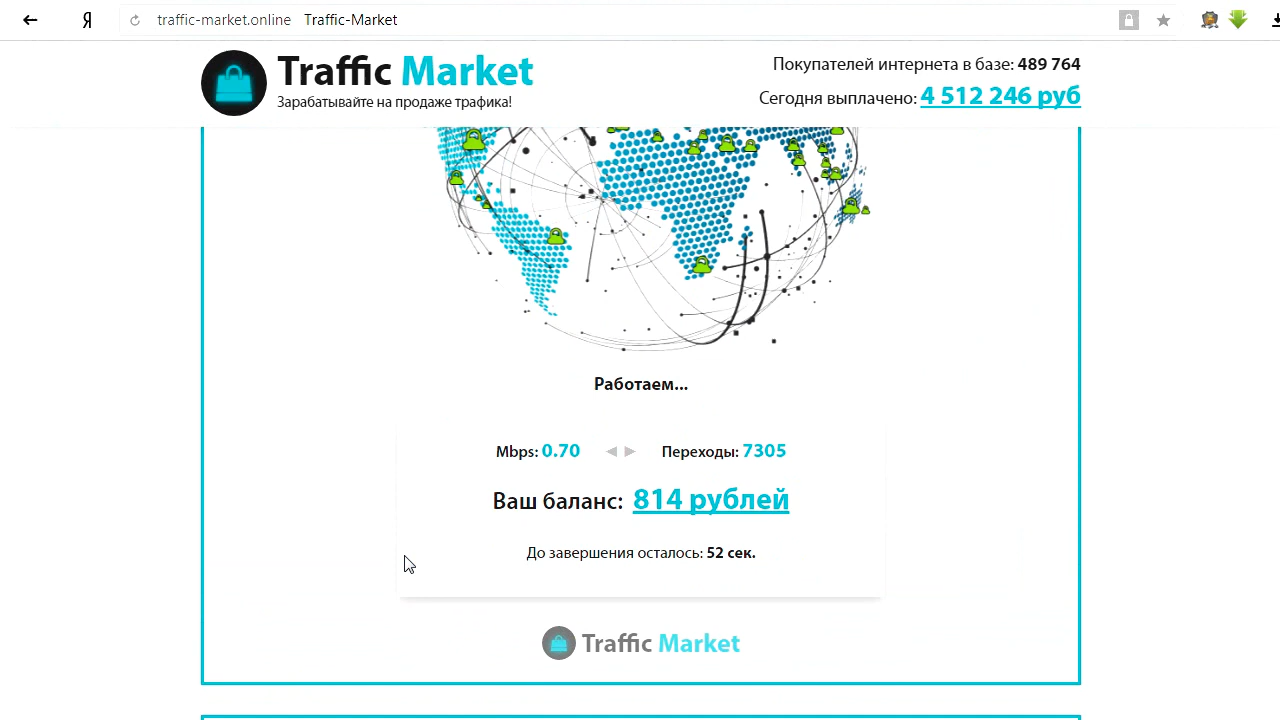 Я traffic-market.online Traffic-Market
Traffic Market
Зарабатывайте на продаже трафика!
Покупателей интернета в базе: 489 764
Сегодня выплачено: 4 512 246 руб
Работаем...
Mbps: 0.70 Переходы: 7305
Ваш баланс: 814 рублей
До завершения осталось: 52 сек.
Traffic Market